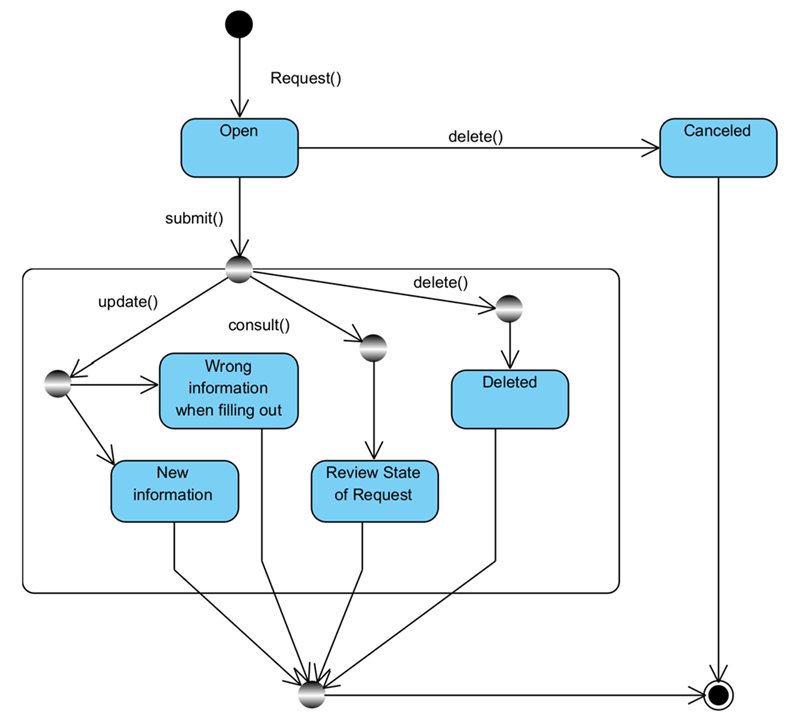 Request()
Open
delete()
Canceled
submit()
delete()
update()
consult()
Wrong
information
when filling out
Deleted
New
information
Review State
of Request